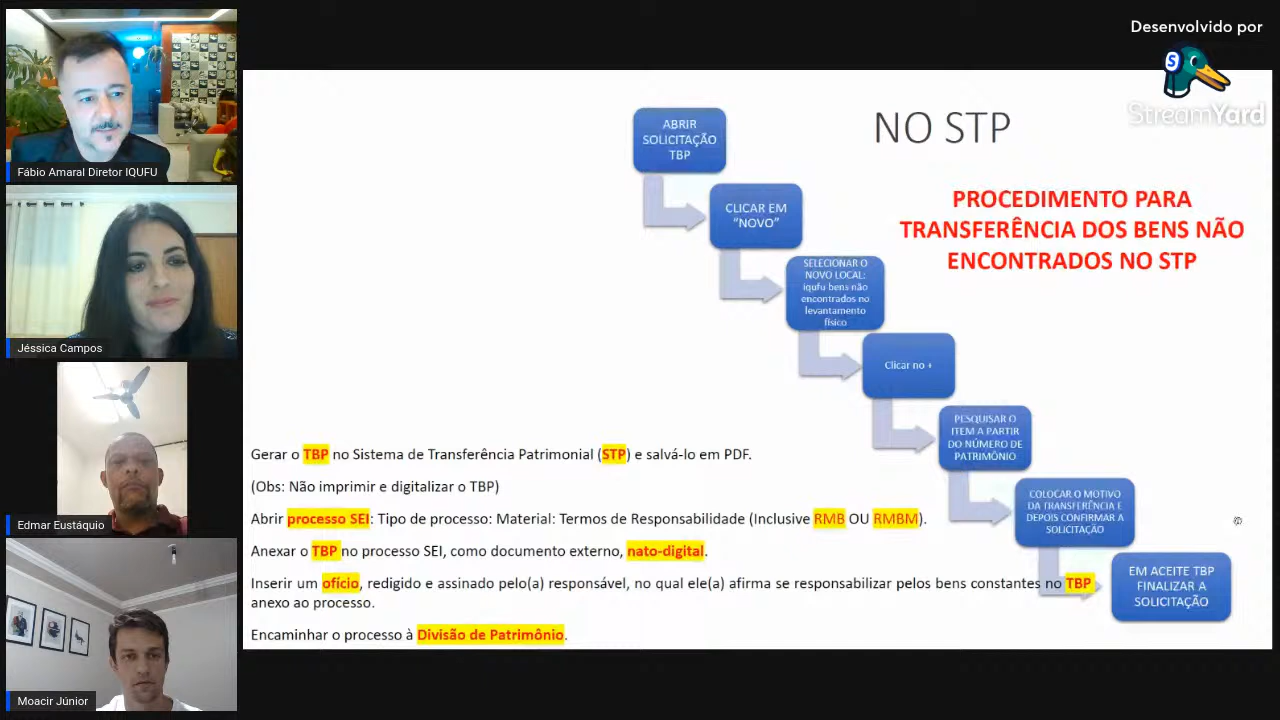 Desenvolvido por
StreamYard
Fábio Amaral Diretor IQUFU
Jéssica Campos
Edmar Eustáquio
Moacir Júnior
NO STP
PROCEDIMENTO PARA
TRANSFERÊNCIA DOS BENS NÃO
ENCONTRADOS NO STP
ABRIR
SOLICITAÇÃO
TBP
CLICAR EM
“NOVO”
SELECIONAR O
NOVO LOCAL:
iqufu bens não
encontrados no
levantamento
físico
Clicar no +
PESQUISAR O
ITEM A PARTIR
DO NÚMERO DE
PATRIMÔNIO
COLOCAR O MOTIVO
DA TRANSFERÊNCIA E
DEPOIS CONFIRMAR A
SOLICITAÇÃO
EM ACEITE TBP
FINALIZAR A
SOLICITAÇÃO
Gerar o TBP no Sistema de Transferência Patrimonial (STP) e salvá-lo em PDF.
(Obs: Não imprimir e digitalizar o TBP)
Abrir processo SEI: Tipo de processo: Material: Termos de Responsabilidade (Inclusive RMB OU RMBM).
Anexar o TBP no processo SEI, como documento externo, nato-digital.
Inserir um ofício, redigido e assinado pelo(a) responsável, no qual ele(a) afirma se responsabilizar pelos bens constantes no TBP
anexo ao processo.
Encaminhar o processo à Divisão de Patrimônio.